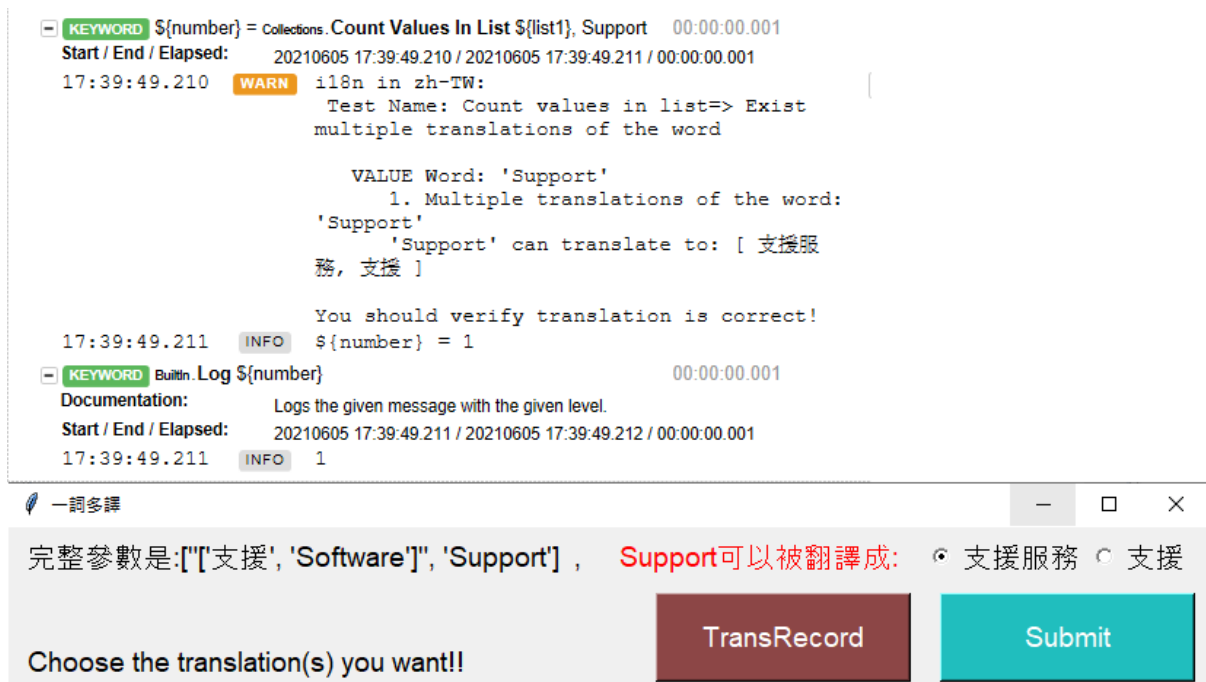 KEYWORD ${number} = Collections.Count Values In List ${list1}, Support 00:00:00.001
Start / End / Elapsed: 20210605 17:39:49.210 / 20210605 17:39:49.211 / 00:00:00.001
17:39:49.210 WARN i18n in zh-TW:
Test Name: Count values in list=> Exist
multiple translations of the word
VALUE Word: 'Support'
1. Multiple translations of the word:
'Support'
'Support' can translate to: [ 支援服
務, 支援 ]
You should verify translation is correct!
17:39:49.211 INFO ${number} = 1
KEYWORD BuiltIn.Log ${number} 00:00:00.001
Documentation: Logs the given message with the given level.
Start / End / Elapsed: 20210605 17:39:49.211 / 20210605 17:39:49.212 / 00:00:00.001
17:39:49.211 INFO 1
一詞多譯
完整參數是:["['支援', 'Software']", 'Support'] , Support可以被翻譯成: 支援服務 支援
TransRecord Submit
Choose the translation(s) you want!!